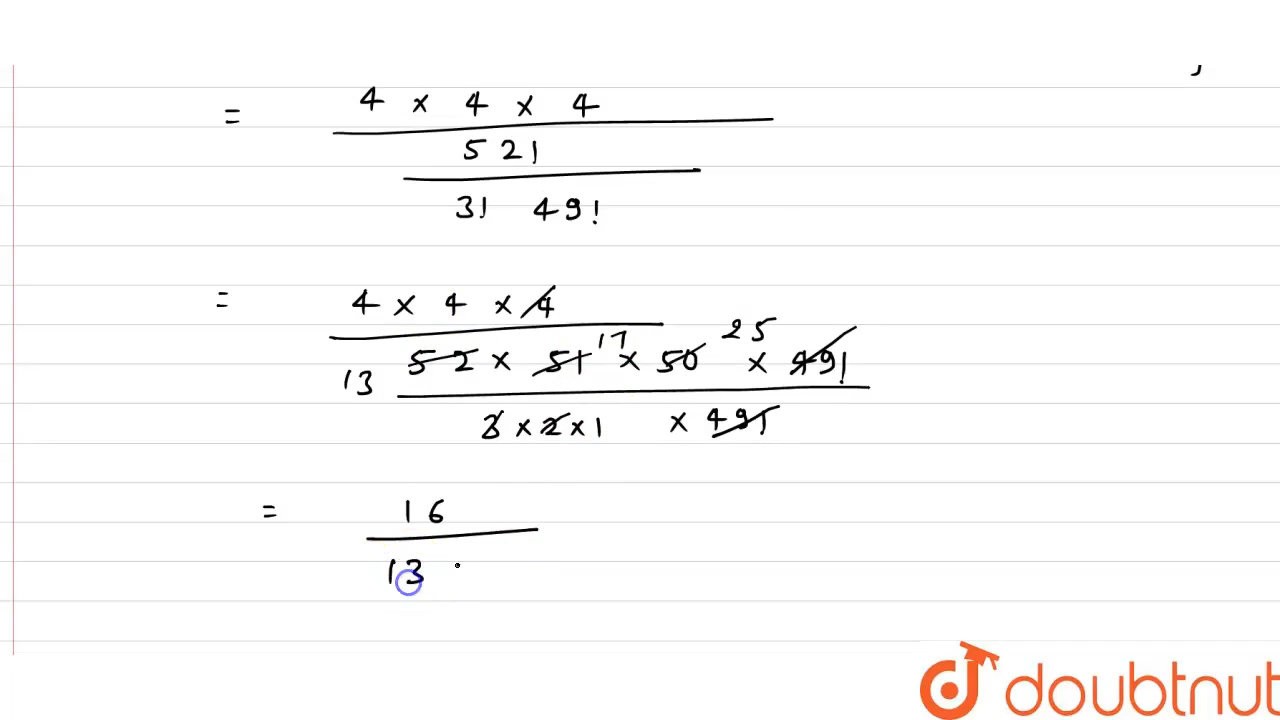 = 4 × 4 × 4
52!
3! 49!
= 4 × 4 × 4
13 52 × 51 17 × 50 25 × 49!
3 × 2 × 1 × 49!
= 16
13 .
doubtnut